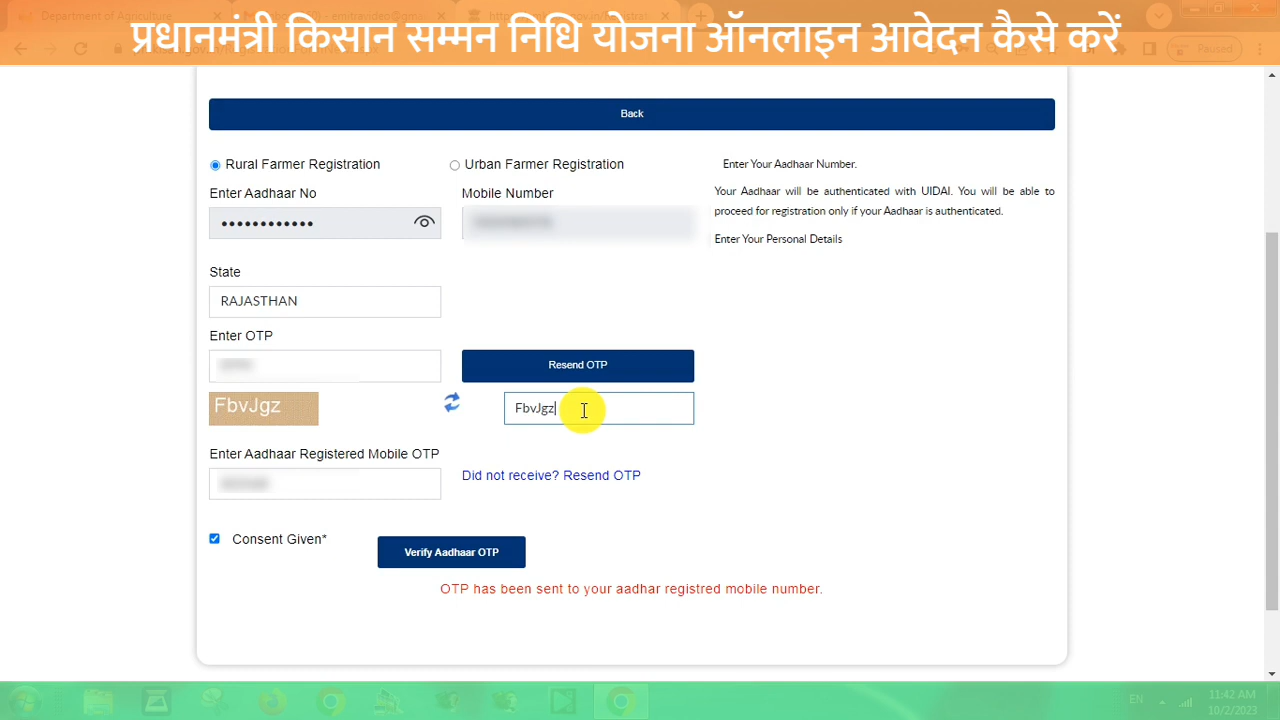 प्रधानमंत्री किसान सम्मन निधि योजना ऑनलाइन आवेदन कैसे करें
Department of Agriculture
Paused
Back
Rural Farmer Registration
Urban Farmer Registration
Enter Your Aadhaar Number.
Enter Aadhaar No
Mobile Number
Your Aadhaar will be authenticated with UIDAI. You will be able to
proceed for registration only if your Aadhaar is authenticated.
••••••••••••
Enter Your Personal Details
State
RAJASTHAN
Enter OTP
Resend OTP
FbvJgz
FbvJgz
Enter Aadhaar Registered Mobile OTP
Did not receive? Resend OTP
Consent Given*
Verify Aadhaar OTP
OTP has been sent to your aadhar registred mobile number.
EN
11:42 AM
10/2/2023